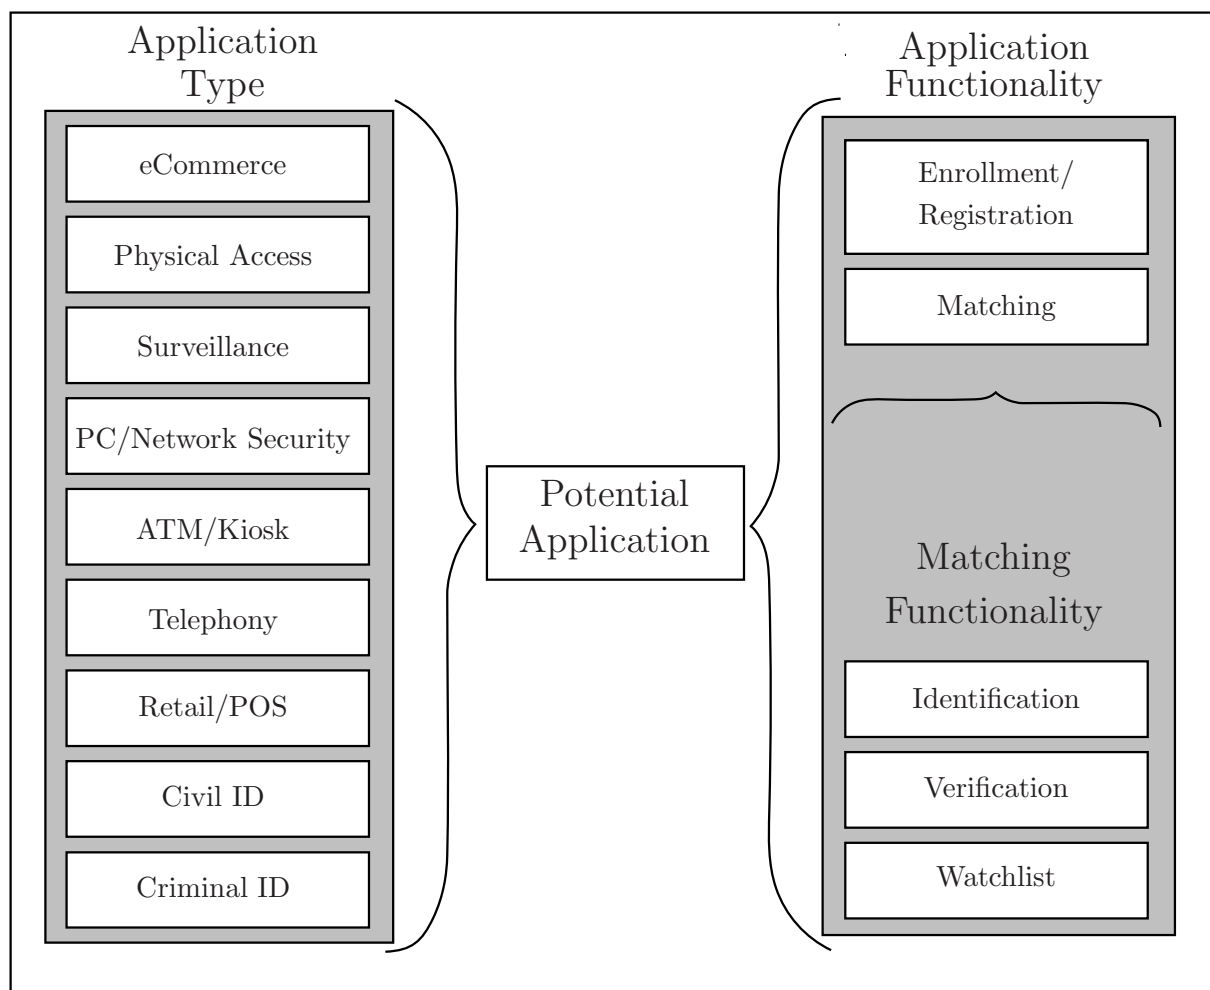 Application
Type
eCommerce
Physical Access
Surveillance
PC/Network Security
ATM/Kiosk
Telephony
Retail/POS
Civil ID
Criminal ID
Potential
Application
Application
Functionality
Enrollment/
Registration
Matching
Matching
Functionality
Identification
Verification
Watchlist